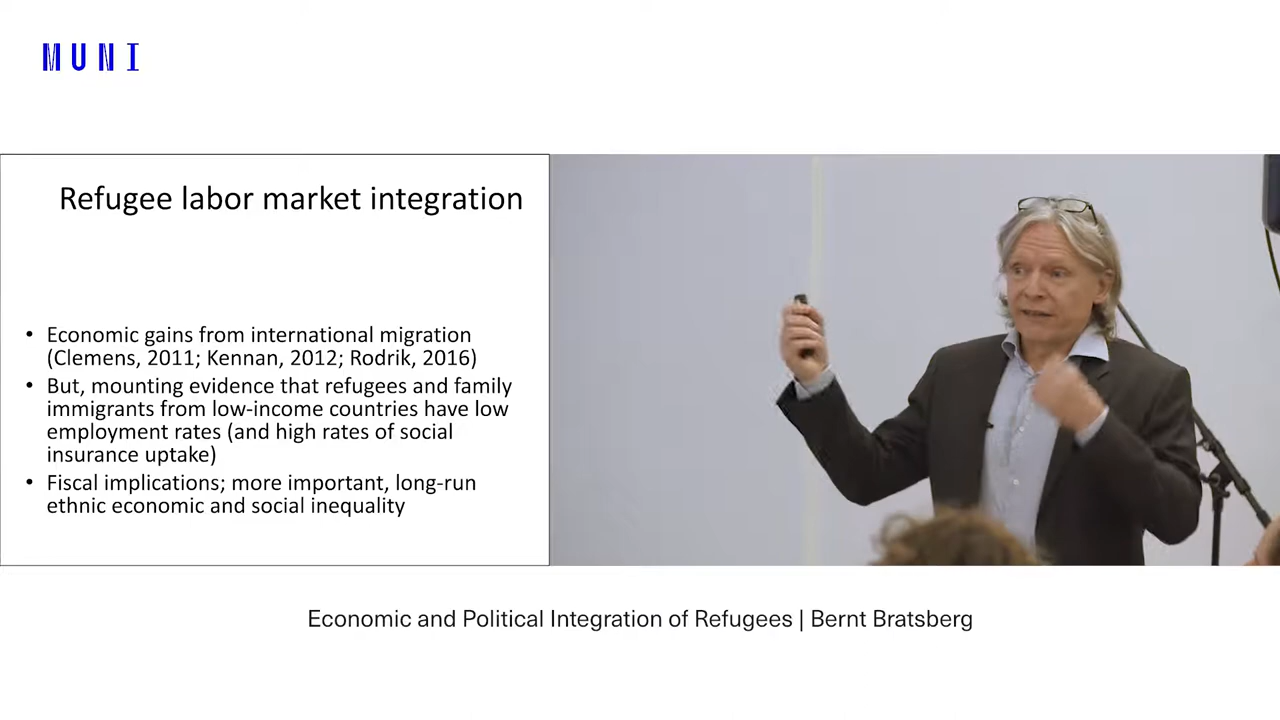 MUNI
Refugee labor market integration
• Economic gains from international migration
(Clemens, 2011; Kennan, 2012; Rodrik, 2016)
• But, mounting evidence that refugees and family
immigrants from low-income countries have low
employment rates (and high rates of social
insurance uptake)
• Fiscal implications; more important, long-run
ethnic economic and social inequality
Economic and Political Integration of Refugees | Bernt Bratsberg